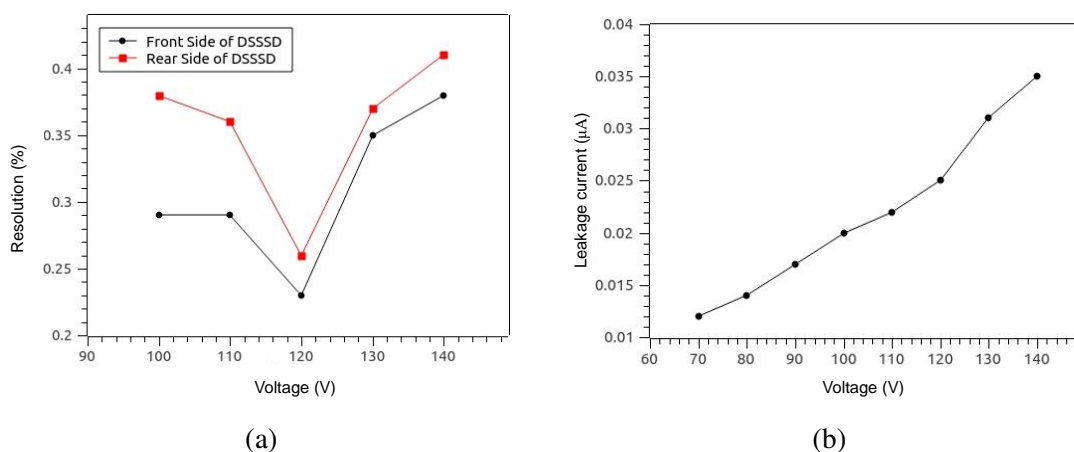 Front Side of DSSSD
Rear Side of DSSSD
Resolution (%)
0.4
0.35
0.3
0.25
0.2
90 100 110 120 130 140
Voltage (V)
(a)
Leakage current (μA)
0.04
0.035
0.03
0.025
0.02
0.015
0.01
60 70 80 90 100 110 120 130 140
Voltage (V)
(b)